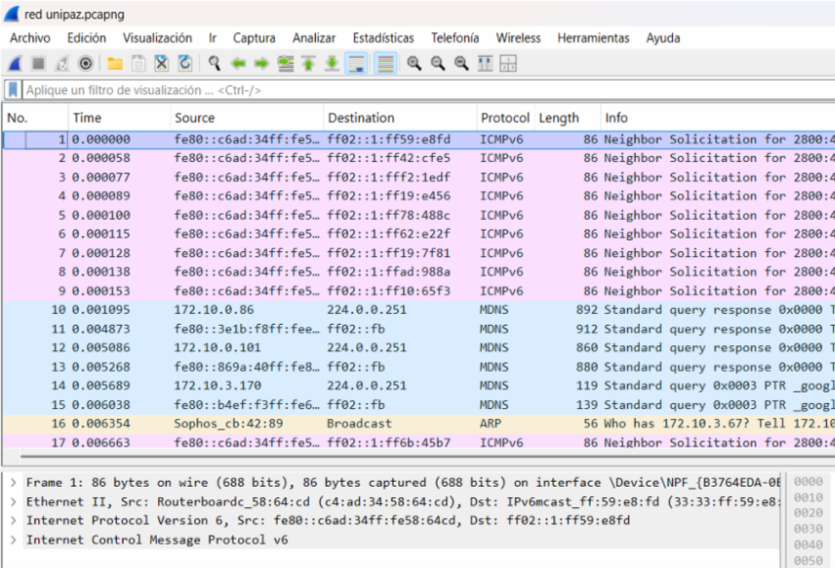 red unipaz.pcapng
Archivo Edición Visualización Ir Captura Analizar Estadísticas Telefonía Wireless Herramientas Ayuda
Aplique un filtro de visualización ... <Ctrl-/>
No. Time Source Destination Protocol Length Info
1 0.000000 fe80::c6ad:34ff:fe5… ff02::1:ff59:e8fd ICMPv6 86 Neighbor Solicitation for 2800:4
2 0.000058 fe80::c6ad:34ff:fe5… ff02::1:ff42:cfe5 ICMPv6 86 Neighbor Solicitation for 2800:4
3 0.000077 fe80::c6ad:34ff:fe5… ff02::1:fff2:1edf ICMPv6 86 Neighbor Solicitation for 2800:4
4 0.000089 fe80::c6ad:34ff:fe5… ff02::1:ff19:e456 ICMPv6 86 Neighbor Solicitation for 2800:4
5 0.000100 fe80::c6ad:34ff:fe5… ff02::1:ff78:488c ICMPv6 86 Neighbor Solicitation for 2800:4
6 0.000115 fe80::c6ad:34ff:fe5… ff02::1:ff62:e22f ICMPv6 86 Neighbor Solicitation for 2800:4
7 0.000128 fe80::c6ad:34ff:fe5… ff02::1:ff19:7f81 ICMPv6 86 Neighbor Solicitation for 2800:4
8 0.000138 fe80::c6ad:34ff:fe5… ff02::1:ffad:988a ICMPv6 86 Neighbor Solicitation for 2800:4
9 0.000153 fe80::c6ad:34ff:fe5… ff02::1:ff10:65f3 ICMPv6 86 Neighbor Solicitation for 2800:4
10 0.001095 172.10.0.86 224.0.0.251 MDNS 892 Standard query response 0x0000 T
11 0.004873 fe80::3e1b:f8ff:fee… ff02::fb MDNS 912 Standard query response 0x0000 T
12 0.005086 172.10.0.101 224.0.0.251 MDNS 860 Standard query response 0x0000 T
13 0.005268 fe80::869a:40ff:fe8… ff02::fb MDNS 880 Standard query response 0x0000 T
14 0.005689 172.10.3.170 224.0.0.251 MDNS 119 Standard query 0x0003 PTR _googl
15 0.006038 fe80::b4ef:f3ff:fe6… ff02::fb MDNS 139 Standard query 0x0003 PTR _googl
16 0.006354 Sophos_cb:42:89 Broadcast ARP 56 Who has 172.10.3.67? Tell 172.10
17 0.006663 fe80::c6ad:34ff:fe5… ff02::1:ff6b:45b7 ICMPv6 86 Neighbor Solicitation for 2800:4
Frame 1: 86 bytes on wire (688 bits), 86 bytes captured (688 bits) on interface \Device\NPF_{B3764EDA-0E 0000
Ethernet II, Src: Routerboardc_58:64:cd (c4:ad:34:58:64:cd), Dst: IPv6mcast_ff:59:e8:fd (33:33:ff:59:e8: 0010
Internet Protocol Version 6, Src: fe80::c6ad:34ff:fe58:64cd, Dst: ff02::1:ff59:e8fd 0020
Internet Control Message Protocol v6 0030
0040
0050